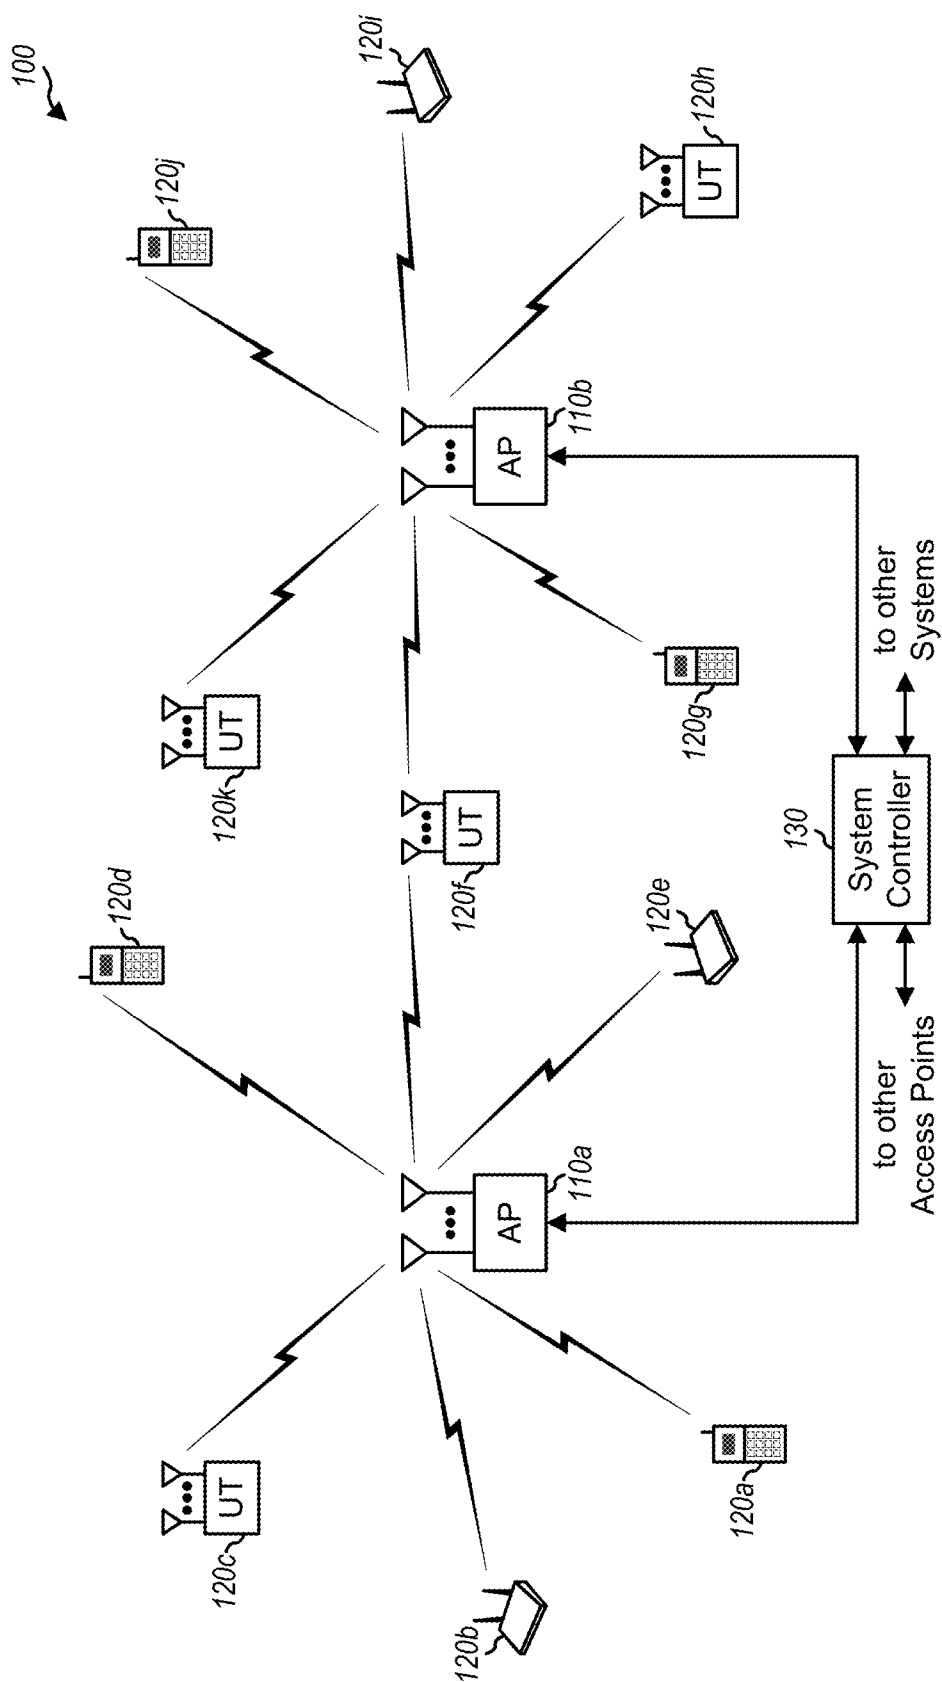 100
120j
120i
120d
UT
120k
UT
120c
UT
120f
AP
110b
UT
120h
AP
110a
120g
120e
120b
120a
130
System
Controller
to other
Access Points
to other
Systems